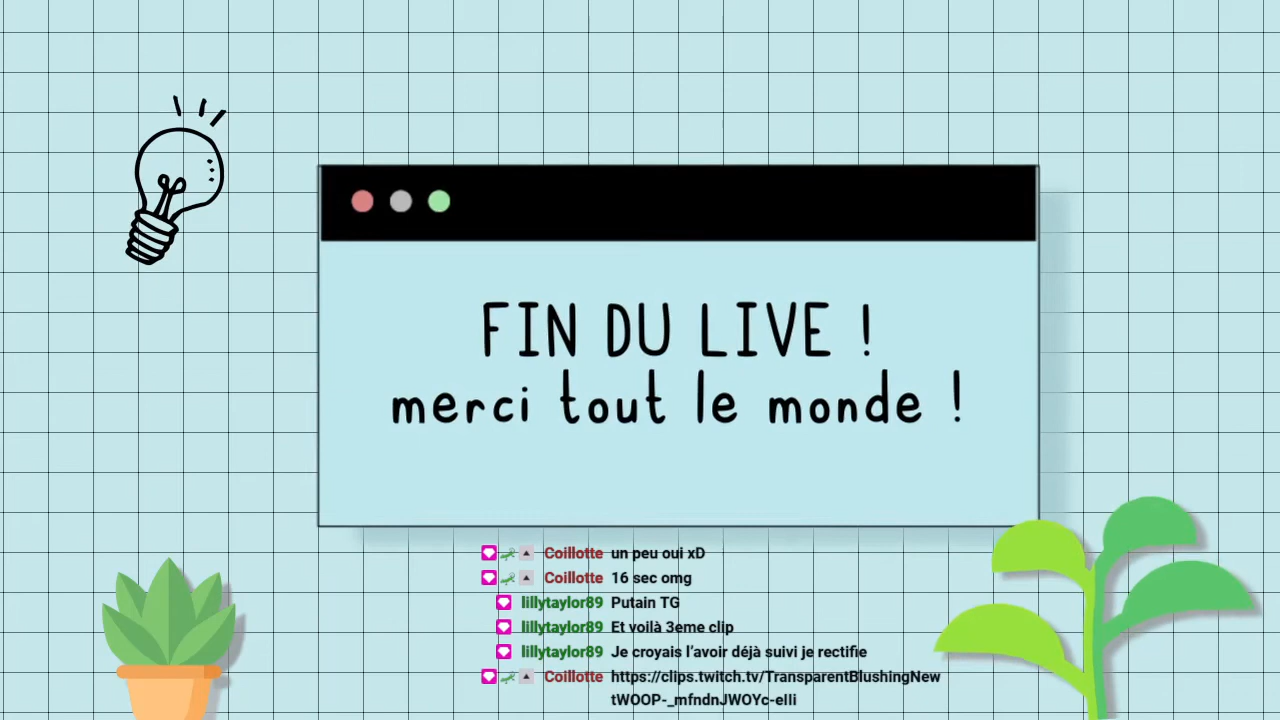 FIN DU LIVE !
merci tout le monde !
Coillotte un peu oui xD
Coillotte 16 sec omg
lillytaylor89 Putain TG
lillytaylor89 Et voilà 3eme clip
lillytaylor89 Je croyais l’avoir déjà suivi je rectifie
Coillotte https://clips.twitch.tv/TransparentBlushingNew
tWOOP-_mfndnJWOYc-elli